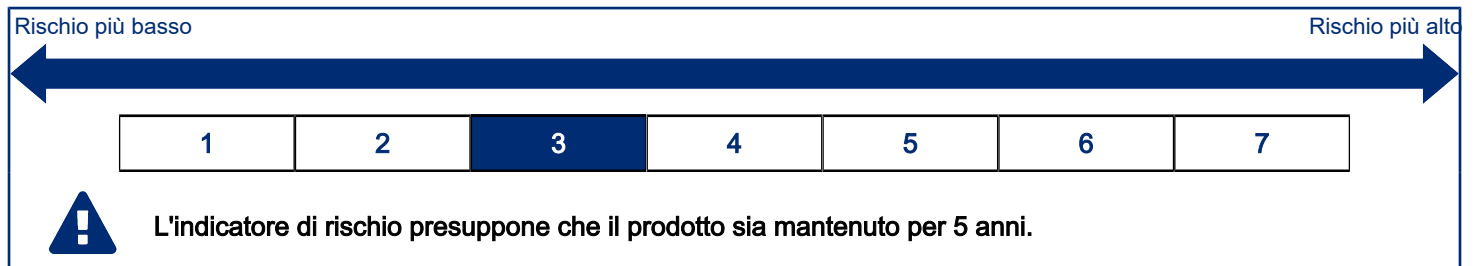 Rischio più basso Rischio più alto
1 2 3 4 5 6 7
L'indicatore di rischio presuppone che il prodotto sia mantenuto per 5 anni.